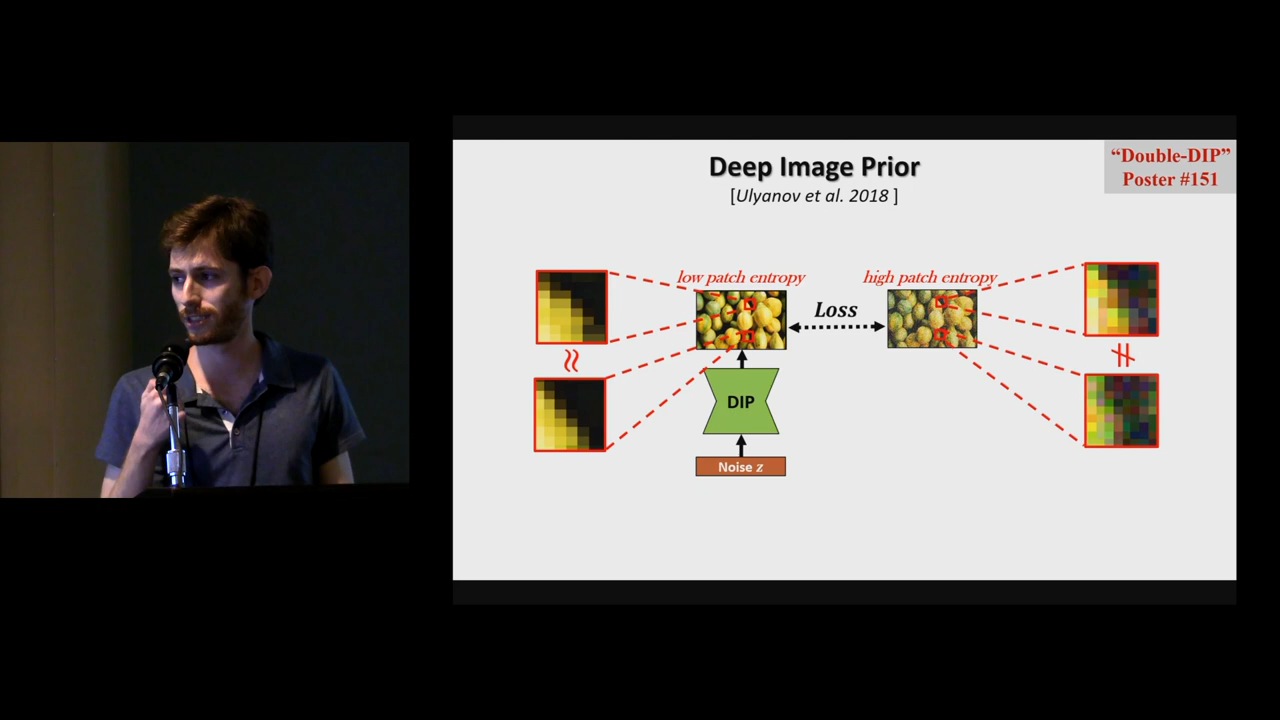 Deep Image Prior
[Ulyanov et al. 2018 ]
“Double-DIP”
Poster #151
low patch entropy
high patch entropy
Loss
DIP
Noise z